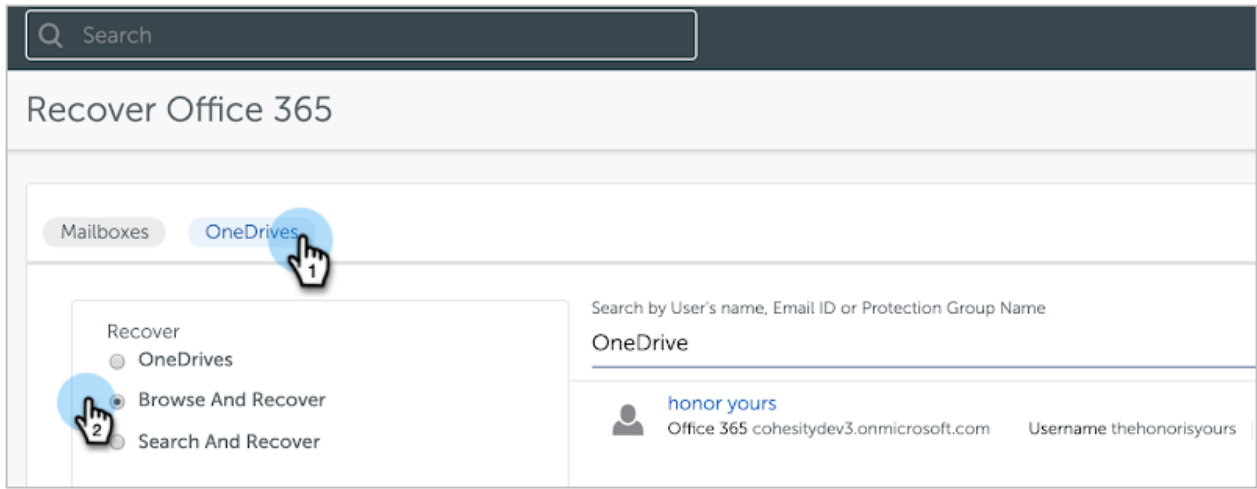 Search
Recover Office 365
Mailboxes OneDrives
1
Recover
OneDrives
Browse And Recover
2
Search And Recover
Search by User's name, Email ID or Protection Group Name
OneDrive
honor yours
Office 365 cohesitydev3.onmicrosoft.com Username thehonorisyours